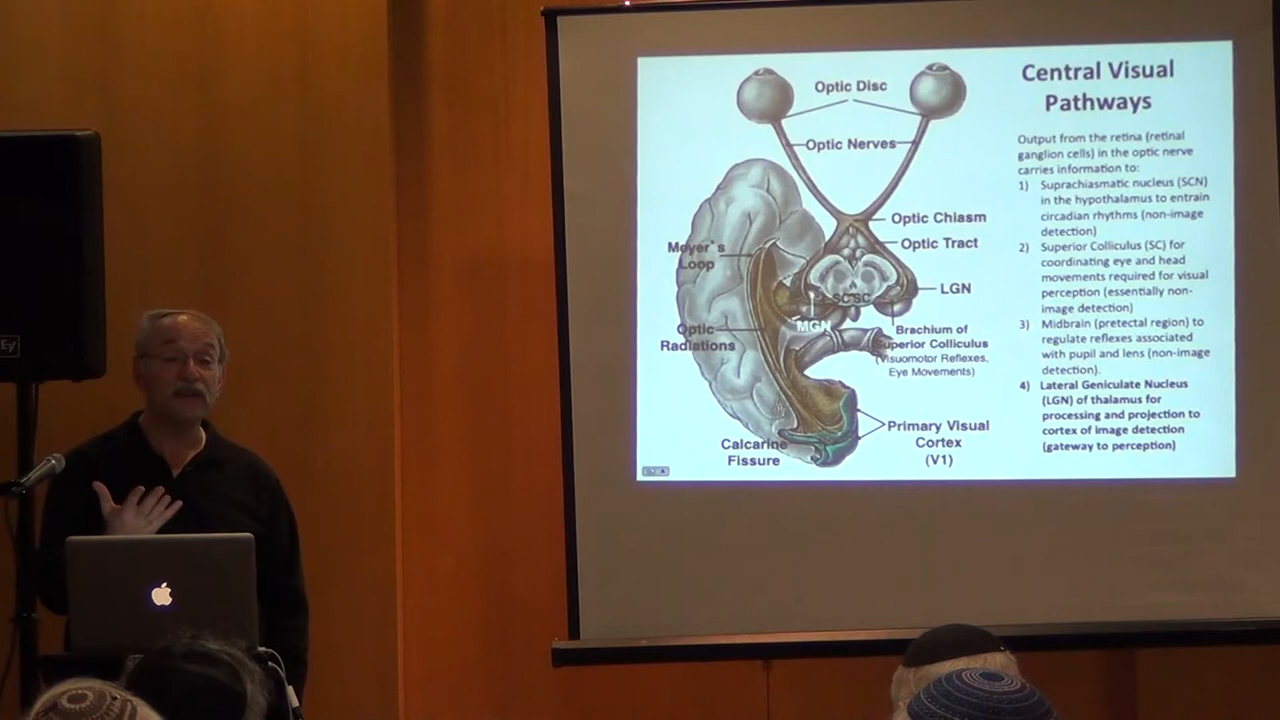 Central Visual
Pathways
Output from the retina (retinal
ganglion cells) in the optic nerve
carries information to:
1) Suprachiasmatic nucleus (SCN)
in the hypothalamus to entrain
circadian rhythms (non-image
detection)
2) Superior Colliculus (SC) for
coordinating eye and head
movements required for visual
perception (essentially non-
image detection)
3) Midbrain (pretectal region) to
regulate reflexes associated
with pupil and lens (non-image
detection).
4) Lateral Geniculate Nucleus
(LGN) of thalamus for
processing and projection to
cortex of image detection
(gateway to perception)
Optic Disc
Optic Nerves
Optic Chiasm
Optic Tract
Meyer's
Loop
LGN
SC SC
MGN
Optic
Radiations
Brachium of
Superior Colliculus
(Visuomotor Reflexes,
Eye Movements)
Primary Visual
Cortex
(V1)
Calcarine
Fissure